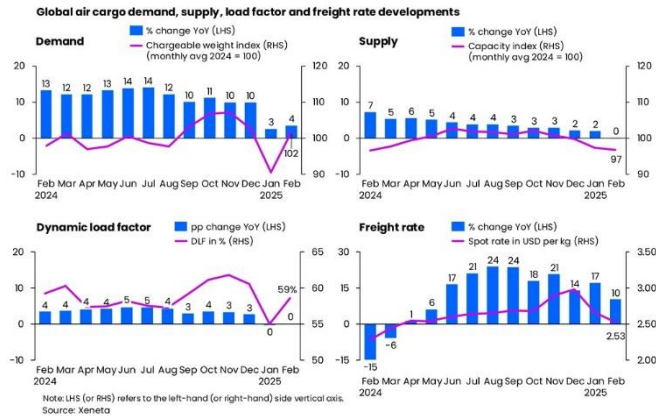 Global air cargo demand, supply, load factor and freight rate developments
Demand
% change YoY (LHS)
Chargeable weight index (RHS)
(monthly avg 2024 = 100)
20 120
10 110
0 100
-10 90
13 12 12 13 14 14 12 10 11 10 10 3 4
102
Feb Mar Apr May Jun Jul Aug Sep Oct Nov Dec Jan Feb
2024 2025
Supply
% change YoY (LHS)
Capacity index (RHS)
(monthly avg 2024 = 100)
20 120
10 110
0 100
-10 90
7 5 6 5 4 4 4 3 3 3 2 2 0
97
Feb Mar Apr May Jun Jul Aug Sep Oct Nov Dec Jan Feb
2024 2025
Dynamic load factor
pp change YoY (LHS)
DLF in % (RHS)
20 65
10 60
0 55
-10 50
4 4 4 4 5 5 4 3 4 3 3 0 0
59%
Feb Mar Apr May Jun Jul Aug Sep Oct Nov Dec Jan Feb
2024 2025
Freight rate
% change YoY (LHS)
Spot rate in USD per kg (RHS)
30 3.50
15 3.00
0 2.50
-15 2.00
-15 -6 1 6 17 21 24 24 18 21 14 17 10
2.53
Feb Mar Apr May Jun Jul Aug Sep Oct Nov Dec Jan Feb
2024 2025
Note: LHS (or RHS) refers to the left-hand (or right-hand) side vertical axis.
Source: Xeneta